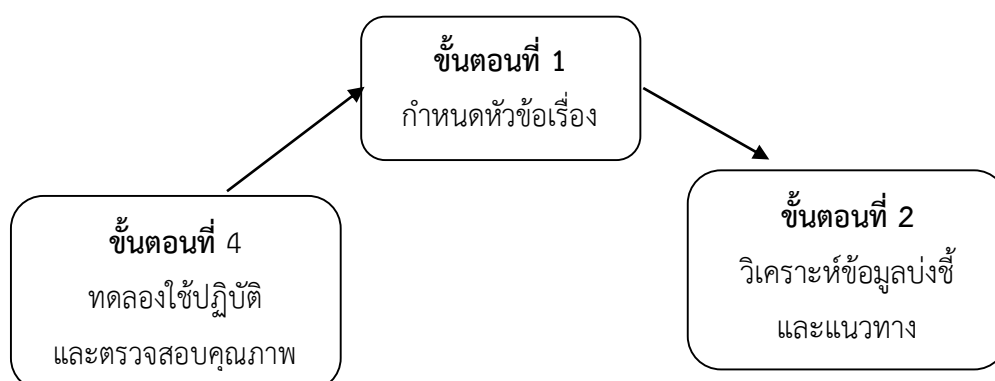 ขั้นตอนที่ 1
กำหนดหัวข้อเรื่อง
ขั้นตอนที่ 2
วิเคราะห์ข้อมูลบ่งชี้
และแนวทาง
ขั้นตอนที่ 4
ทดลองใช้ปฏิบัติ
และตรวจสอบคุณภาพ